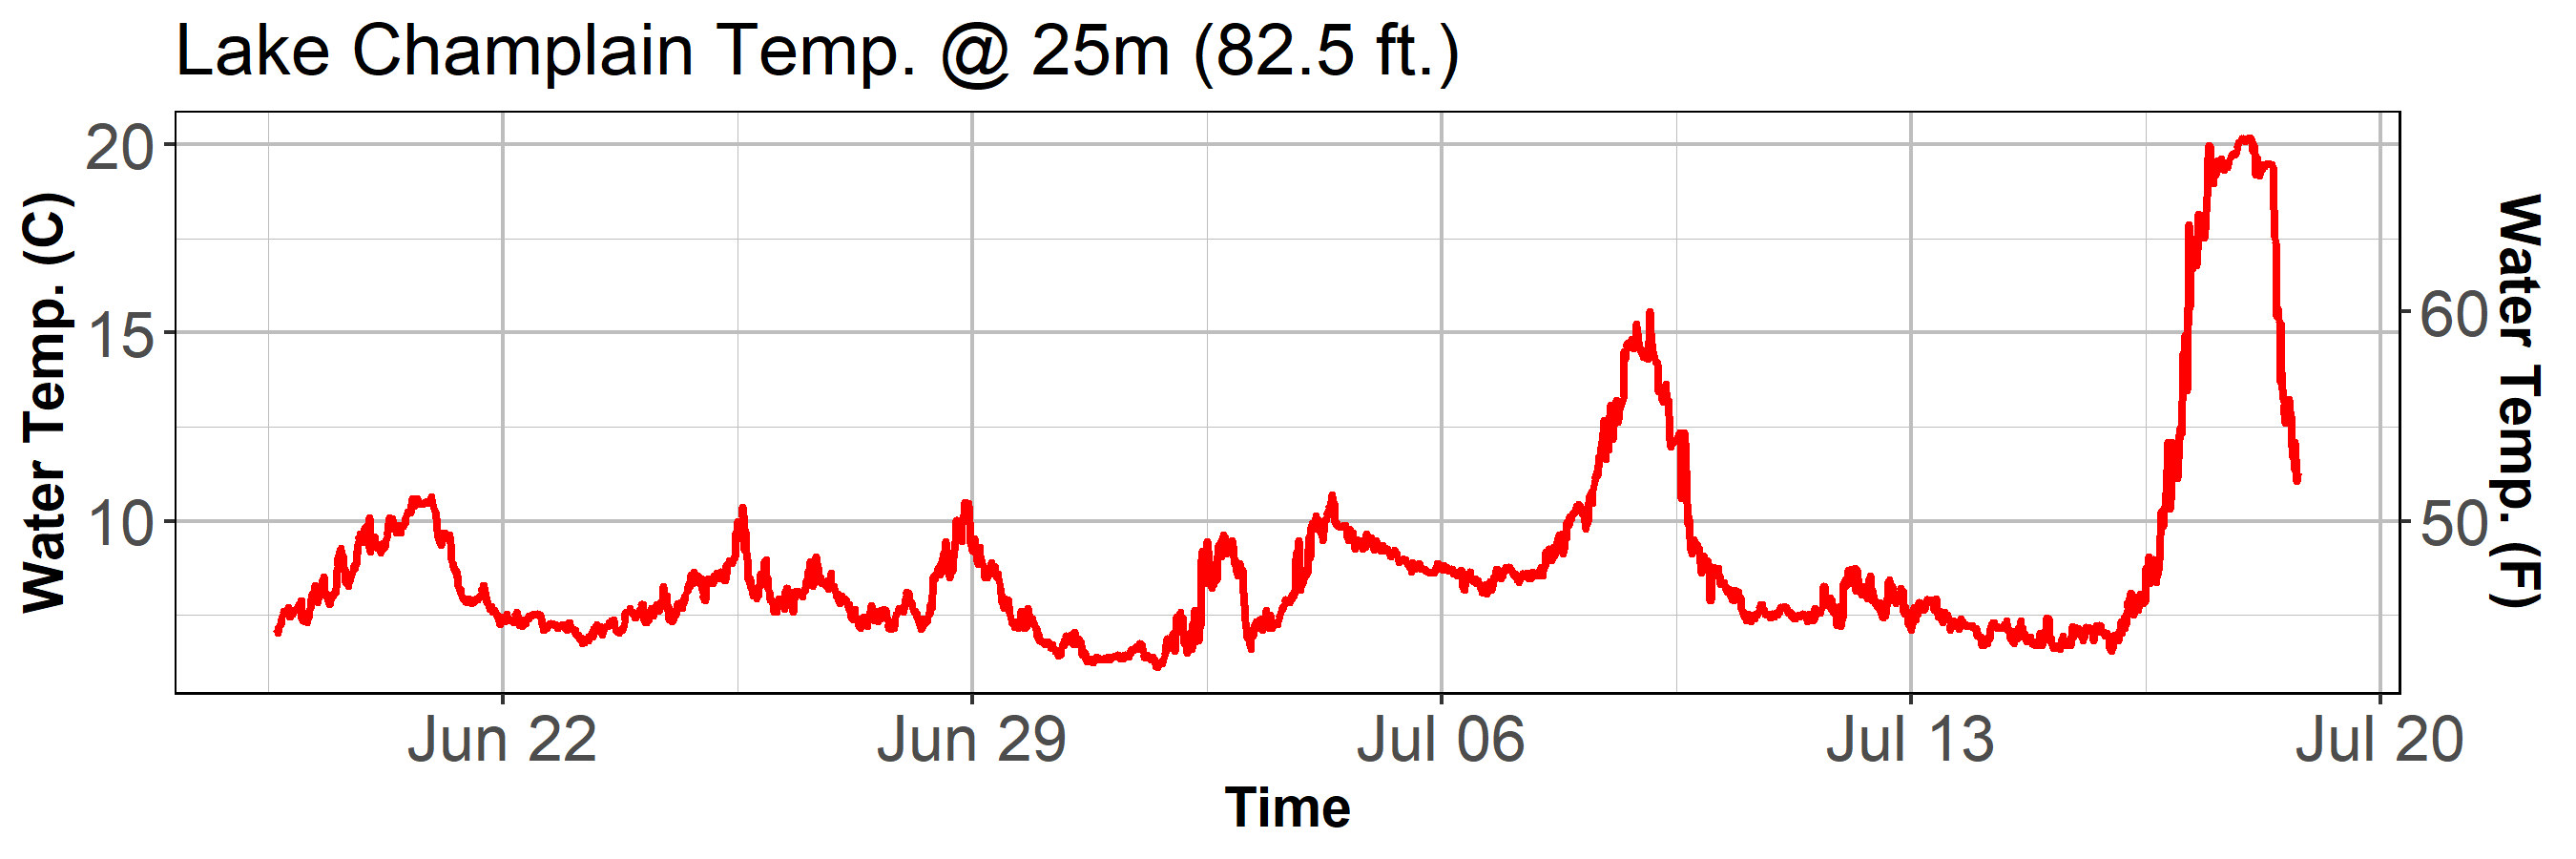 Lake Champlain Temp. @ 25m (82.5 ft.)
Water Temp. (C)
20
15
10
60
50
Water Temp. (F)
Jun 22
Jun 29
Jul 06
Jul 13
Jul 20
Time